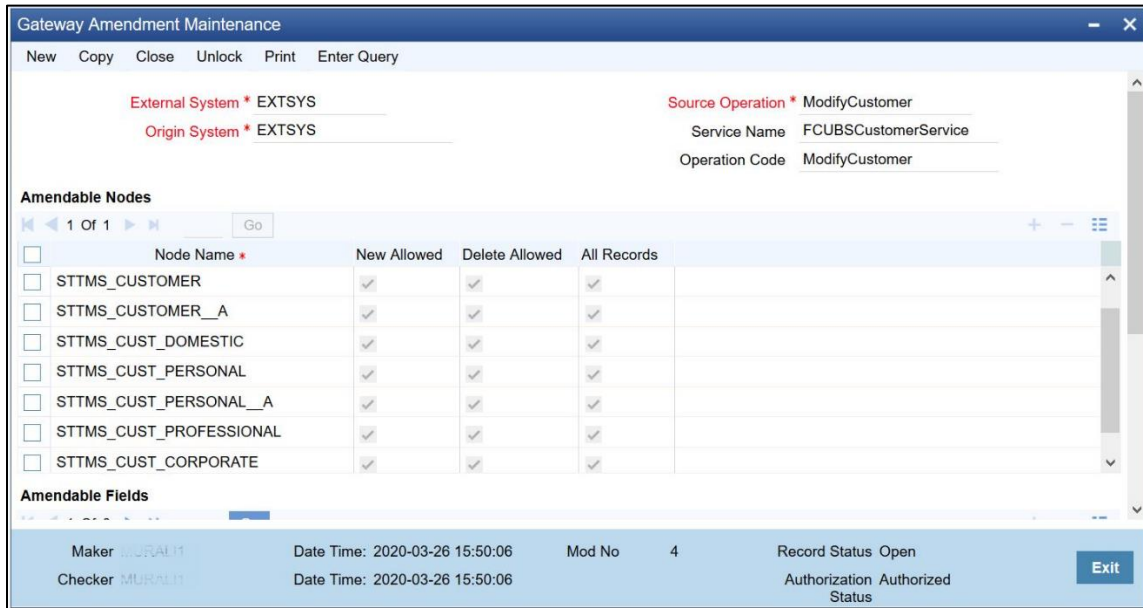 Gateway Amendment Maintenance
New Copy Close Unlock Print Enter Query
External System * EXTSYS
Source Operation * ModifyCustomer
Origin System * EXTSYS
Service Name FCUBSCustomerService
Operation Code ModifyCustomer
Amendable Nodes
1 Of 1 Go
Node Name * New Allowed Delete Allowed All Records
STTMS_CUSTOMER
STTMS_CUSTOMER__A
STTMS_CUST_DOMESTIC
STTMS_CUST_PERSONAL
STTMS_CUST_PERSONAL__A
STTMS_CUST_PROFESSIONAL
STTMS_CUST_CORPORATE
Amendable Fields
Maker Date Time: 2020-03-26 15:50:06 Mod No 4 Record Status Open
Checker Date Time: 2020-03-26 15:50:06 Authorization Status Authorized
Exit